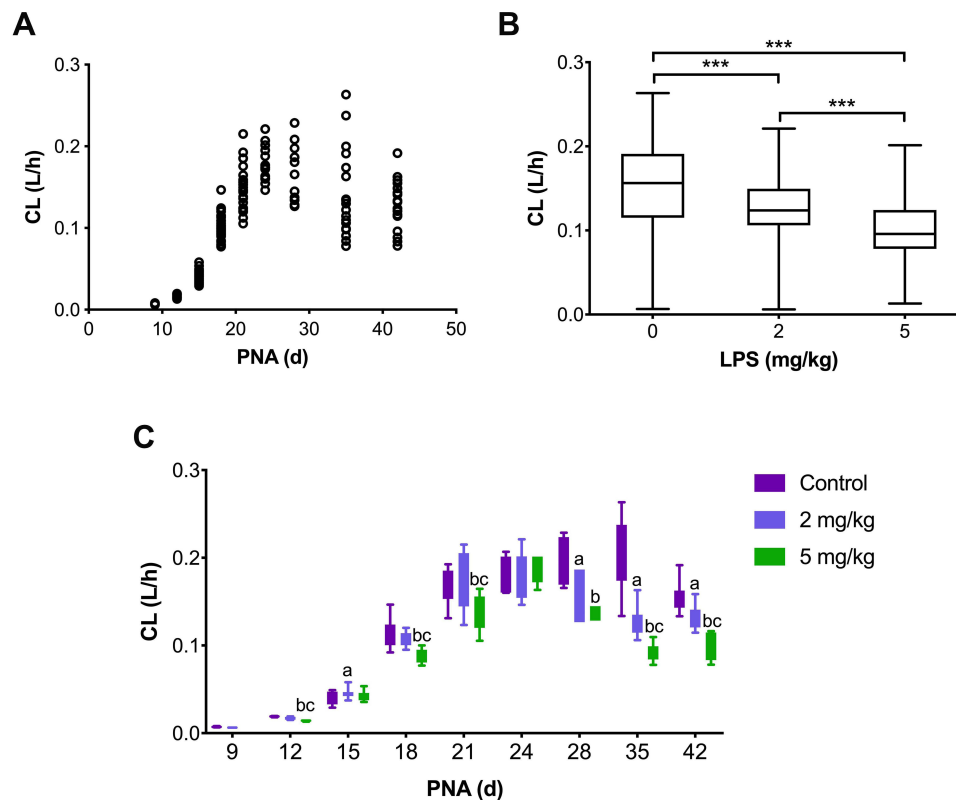 A
CL (L/h)
0.3
0.2
0.1
0.0
0 10 20 30 40 50
PNA (d)
B
CL (L/h)
0.3
0.2
0.1
0.0
***
*** ***
0 2 5
LPS (mg/kg)
C
CL (L/h)
0.3
0.2
0.1
0.0
bc a bc bc a b a bc a bc
9 12 15 18 21 24 28 35 42
PNA (d)
Control
2 mg/kg
5 mg/kg